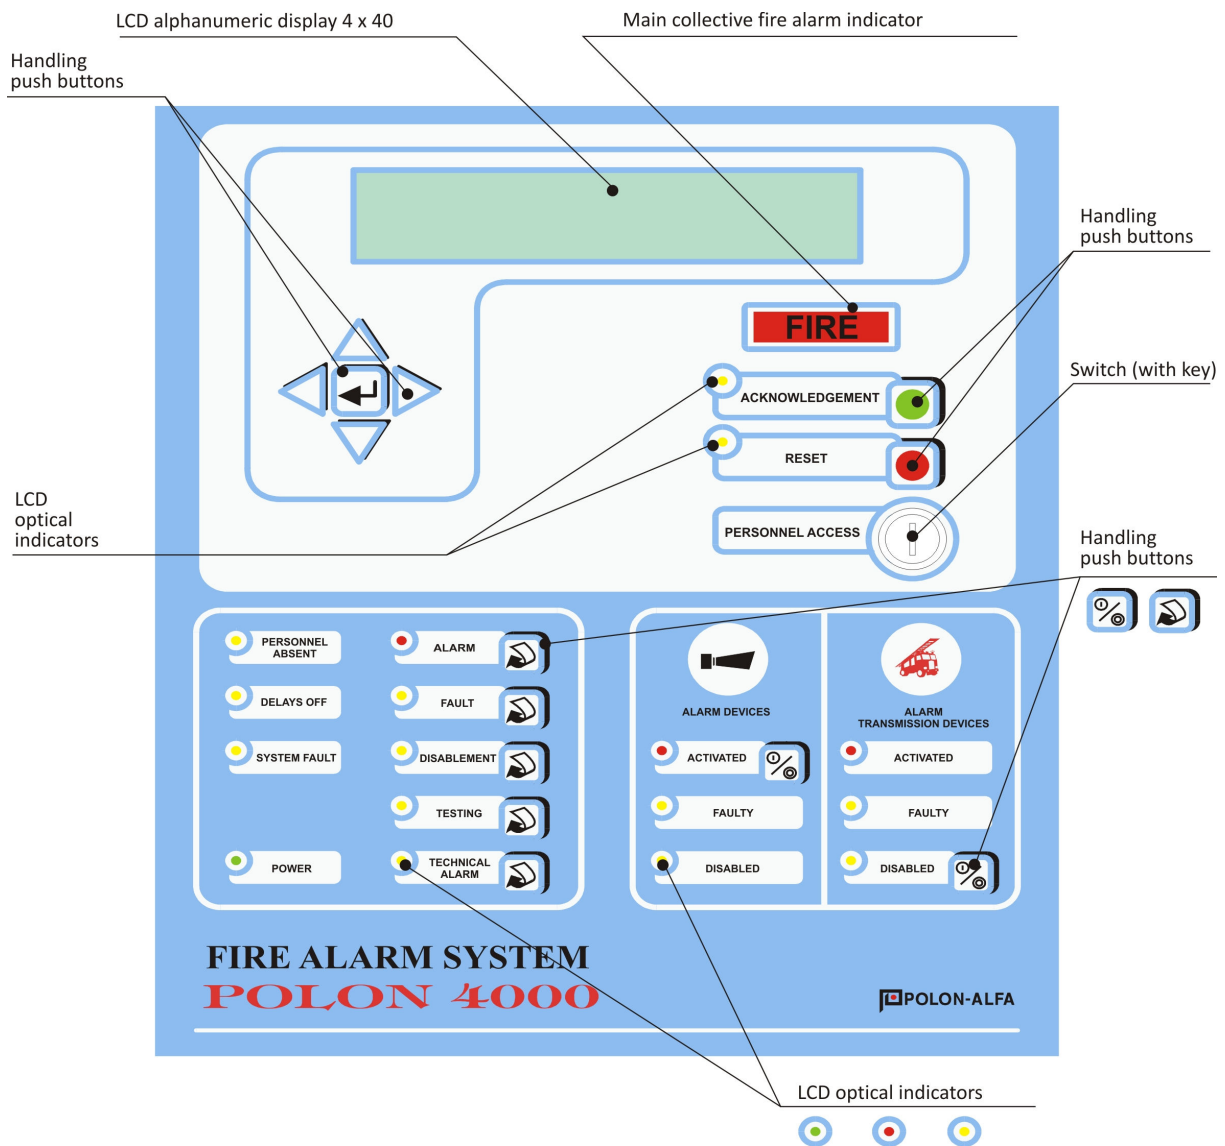 LCD alphanumeric display 4 x 40
Main collective fire alarm indicator
Handling
push buttons
Handling
push buttons
FIRE
Switch (with key)
ACKNOWLEDGEMENT
RESET
LCD
optical
indicators
PERSONNEL ACCESS
Handling
push buttons
PERSONNEL
ABSENT
ALARM
DELAYS OFF
FAULT
SYSTEM FAULT
DISABLEMENT
TESTING
POWER
TECHNICAL
ALARM
ALARM DEVICES
ACTIVATED
FAULTY
DISABLED
ALARM
TRANSMISSION DEVICES
ACTIVATED
FAULTY
DISABLED
FIRE ALARM SYSTEM
POLON 4000
POLON-ALFA
LCD optical indicators